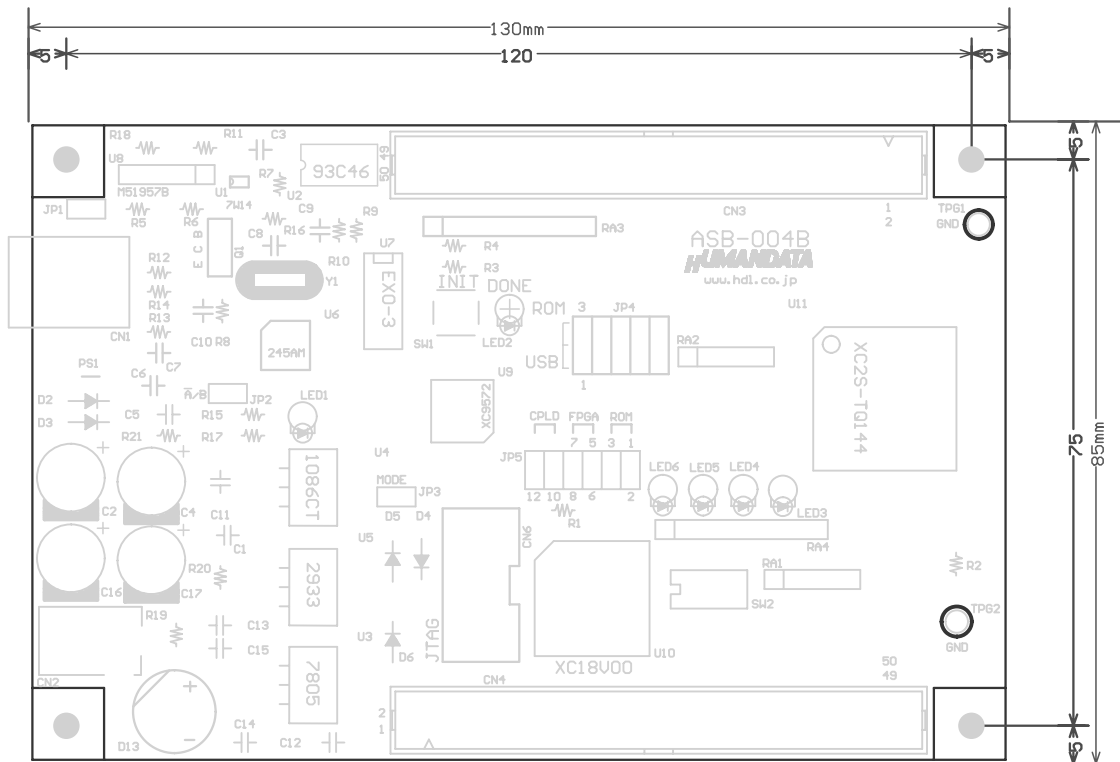 130mm
5 120 5
R18 R11 C3
U8 93C46 50 49
R7
M51957B U1 U2
7W14
JP1 R5 R6 C9 R9 CN3 1 TPG1
R16 RA3 2 GND
E C B Q1 C8 U7 R4 ASB-004B
R12 R10 R3 HUMANDATA
Y1 EXO-3 INIT DONE www.hdl.co.jp
R14 ROM 3 JP4 U11
R13 U6
CN1 C10 R8 SW1 LED2 RA2
245AM XC2S-TQ144
PS1 C7 USB
C6 U9 1
A/B JP2 LED1 XC9572
D2
C5 R15 CPLD FPGA ROM
D3
R21 R17 7 5 3 1
U4 JP5
1086CT MODE LED6 LED5 LED4
JP3 12 10 8 6 2
C2 C4 C11 D5 D4 R1 LED3
C1 U5 CN6 RA4
R20 2933 RA1 R2
C16 C17 SW2
R19 C13 U3 TPG2
C15 D6 JTAG U10 GND
XC18V00
CN2 7805 CN4 50
49
2
C14 1
D13 C12
5
75
85mm
5